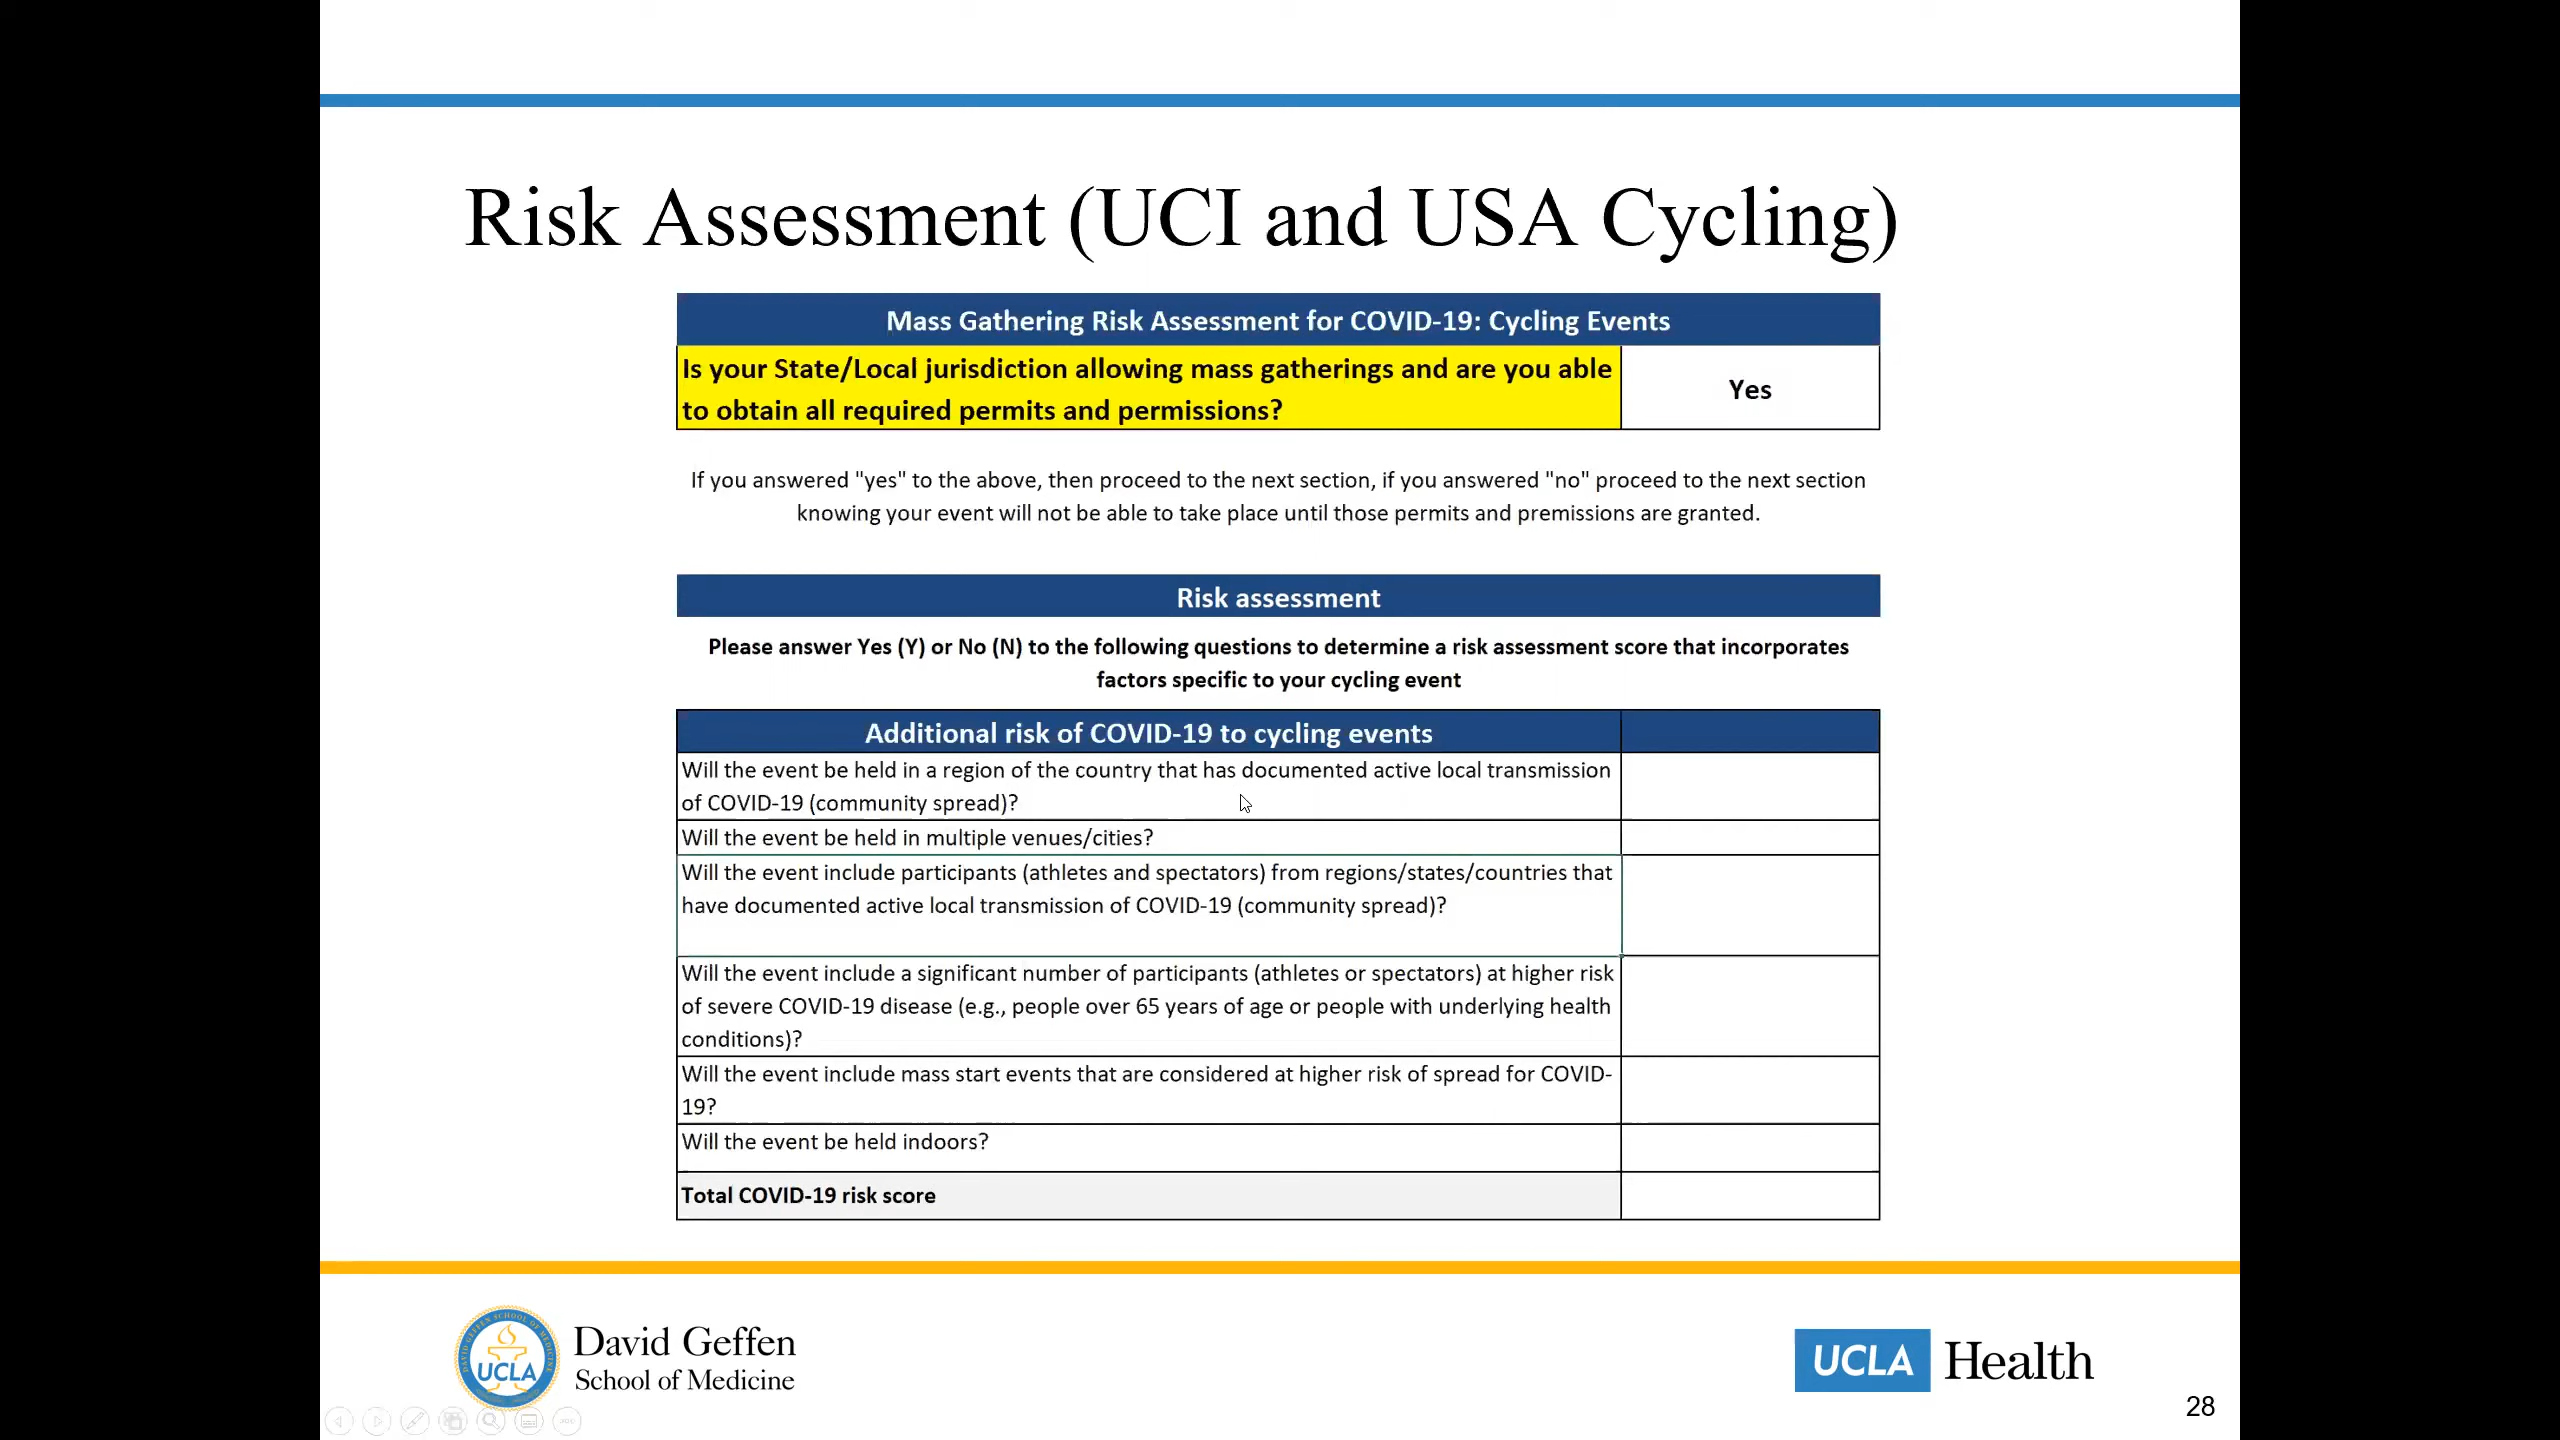 Risk Assessment (UCI and USA Cycling)
Mass Gathering Risk Assessment for COVID-19: Cycling Events
Is your State/Local jurisdiction allowing mass gatherings and are you able
to obtain all required permits and permissions?
Yes
If you answered "yes" to the above, then proceed to the next section, if you answered "no" proceed to the next section
knowing your event will not be able to take place until those permits and premissions are granted.
Risk assessment
Please answer Yes (Y) or No (N) to the following questions to determine a risk assessment score that incorporates
factors specific to your cycling event
Additional risk of COVID-19 to cycling events
Will the event be held in a region of the country that has documented active local transmission
of COVID-19 (community spread)?
Will the event be held in multiple venues/cities?
Will the event include participants (athletes and spectators) from regions/states/countries that
have documented active local transmission of COVID-19 (community spread)?
Will the event include a significant number of participants (athletes or spectators) at higher risk
of severe COVID-19 disease (e.g., people over 65 years of age or people with underlying health
conditions)?
Will the event include mass start events that are considered at higher risk of spread for COVID-
19?
Will the event be held indoors?
Total COVID-19 risk score
DAVID GEFFEN SCHOOL OF MEDICINE
UCLA
David Geffen
School of Medicine
UCLA Health
28